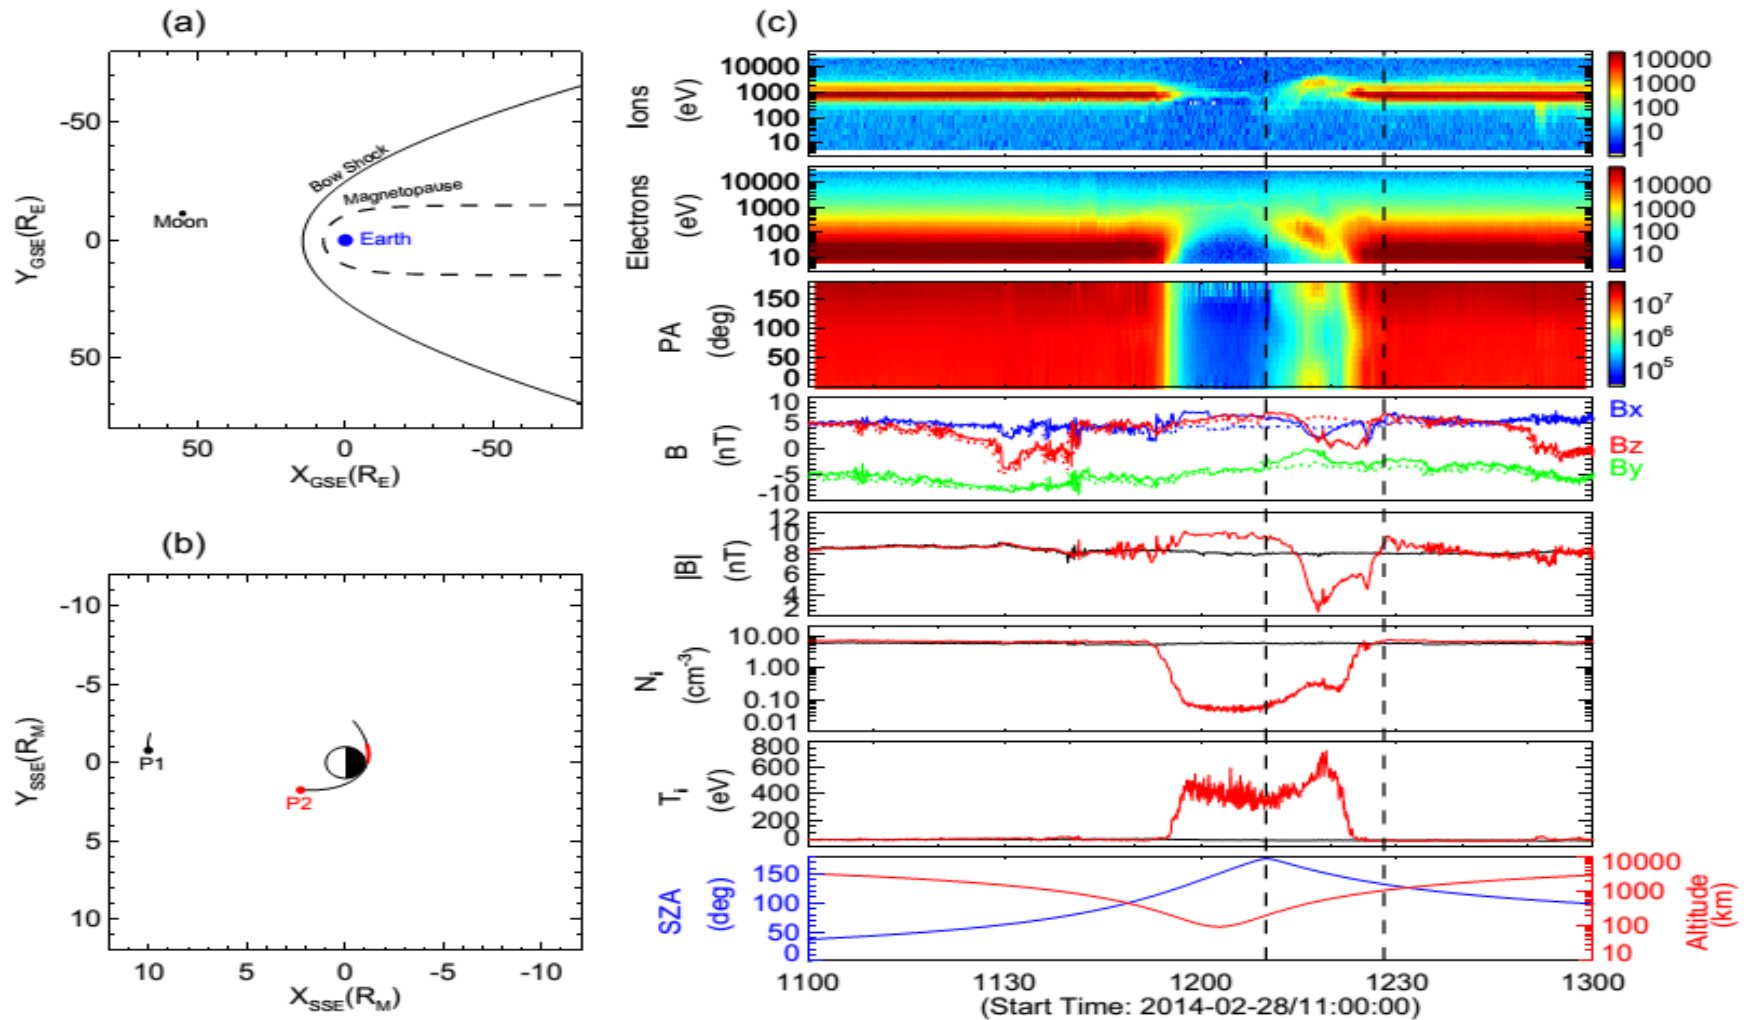 (a)
-50
0
50
Y_GSE(R_E)
Bow Shock
Magnetopause
Moon
Earth
50
0
-50
X_GSE(R_E)
(b)
-10
-5
0
5
10
Y_SSE(R_M)
P1
P2
10
5
0
-5
-10
X_SSE(R_M)
(c)
Ions
(eV)
10000
1000
100
10
10000
1000
100
10
1
Electrons
(eV)
10000
1000
100
10
10000
1000
100
10
PA
(deg)
150
100
50
0
10^7
10^6
10^5
B
(nT)
10
5
0
-5
-10
Bx
Bz
By
|B|
(nT)
12
10
8
6
4
2
N_i
(cm^-3)
10.00
1.00
0.10
0.01
T_i
(eV)
800
600
400
200
0
SZA
(deg)
150
100
50
0
10000
1000
100
10
Altitude
(km)
1100
1130
1200
1230
1300
(Start Time: 2014-02-28/11:00:00)